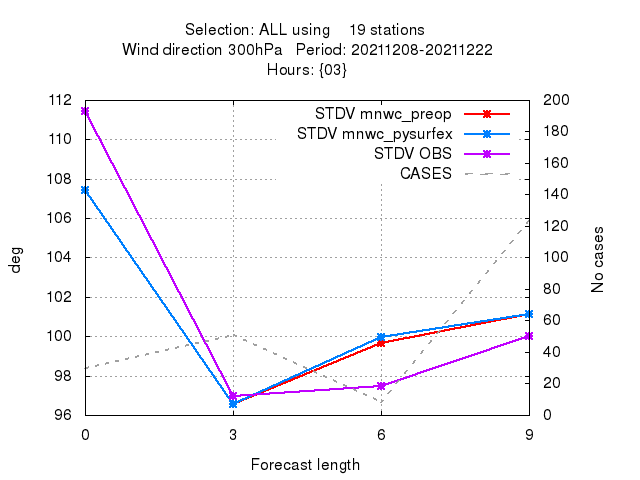 Selection: ALL using 19 stations
Wind direction 300hPa Period: 20211208-20211222
Hours: {03}
112
110
108
106
104
102
100
98
96
deg
STDV mnwc_preop
STDV mnwc_pysurfex
STDV OBS
CASES
200
180
160
140
120
100
80
60
40
20
0
No cases
0 3 6 9
Forecast length